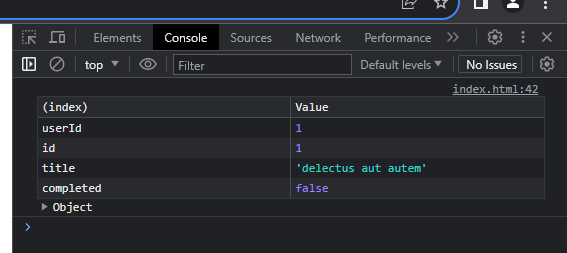 Elements Console Sources Network Performance
top Filter Default levels No Issues
index.html:42
(index) Value
userId 1
id 1
title 'delectus aut autem'
completed false
Object